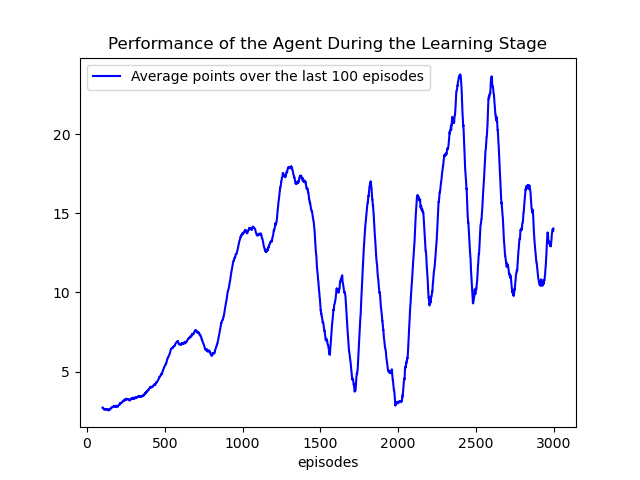 Performance of the Agent During the Learning Stage
Average points over the last 100 episodes
20
15
10
5
0 500 1000 1500 2000 2500 3000
episodes